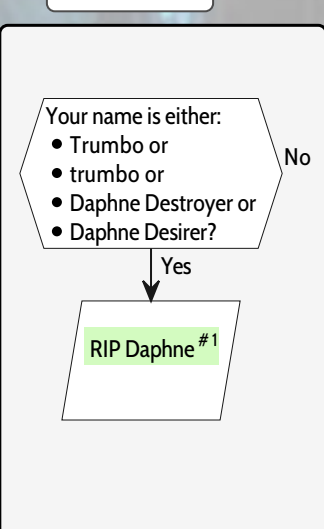 Your name is either:
● Trumbo or
● trumbo or
● Daphne Destroyer or
● Daphne Desirer?
No
Yes
RIP Daphne #1